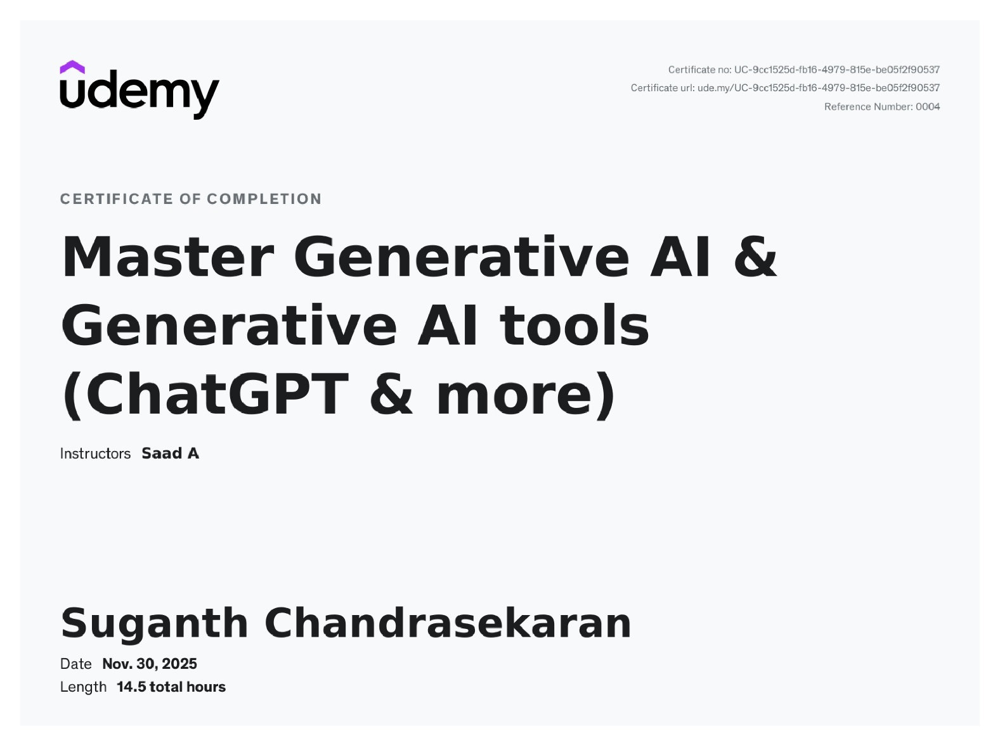 udemy
Certificate no: UC-9cc1525d-fb16-4979-815e-be05f2f90537
Certificate url: ude.my/UC-9cc1525d-fb16-4979-815e-be05f2f90537
Reference Number: 0004
CERTIFICATE OF COMPLETION
Master Generative AI &
Generative AI tools
(ChatGPT & more)
Instructors Saad A
Suganth Chandrasekaran
Date Nov. 30, 2025
Length 14.5 total hours